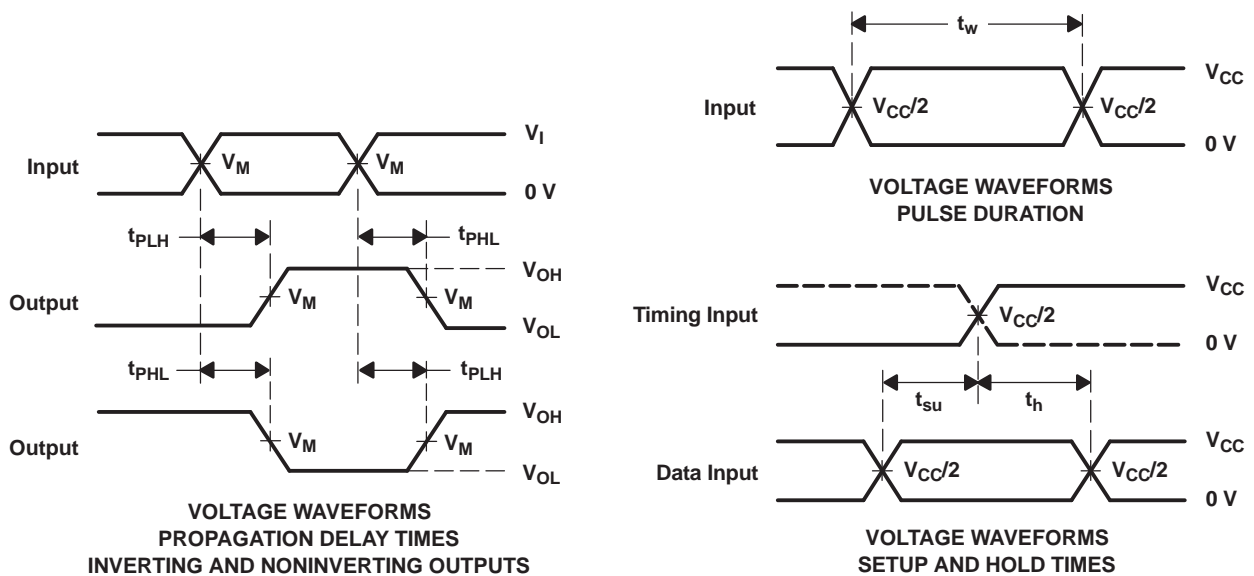 V_I
Input
V_M
V_M
0 V
t_PLH
t_PHL
V_OH
Output
V_M
V_M
V_OL
t_PHL
t_PLH
V_OH
Output
V_M
V_M
V_OL
VOLTAGE WAVEFORMS
PROPAGATION DELAY TIMES
INVERTING AND NONINVERTING OUTPUTS
t_w
V_CC
Input
V_CC/2
V_CC/2
0 V
VOLTAGE WAVEFORMS
PULSE DURATION
V_CC
Timing Input
V_CC/2
0 V
t_su
t_h
V_CC
Data Input
V_CC/2
V_CC/2
0 V
VOLTAGE WAVEFORMS
SETUP AND HOLD TIMES